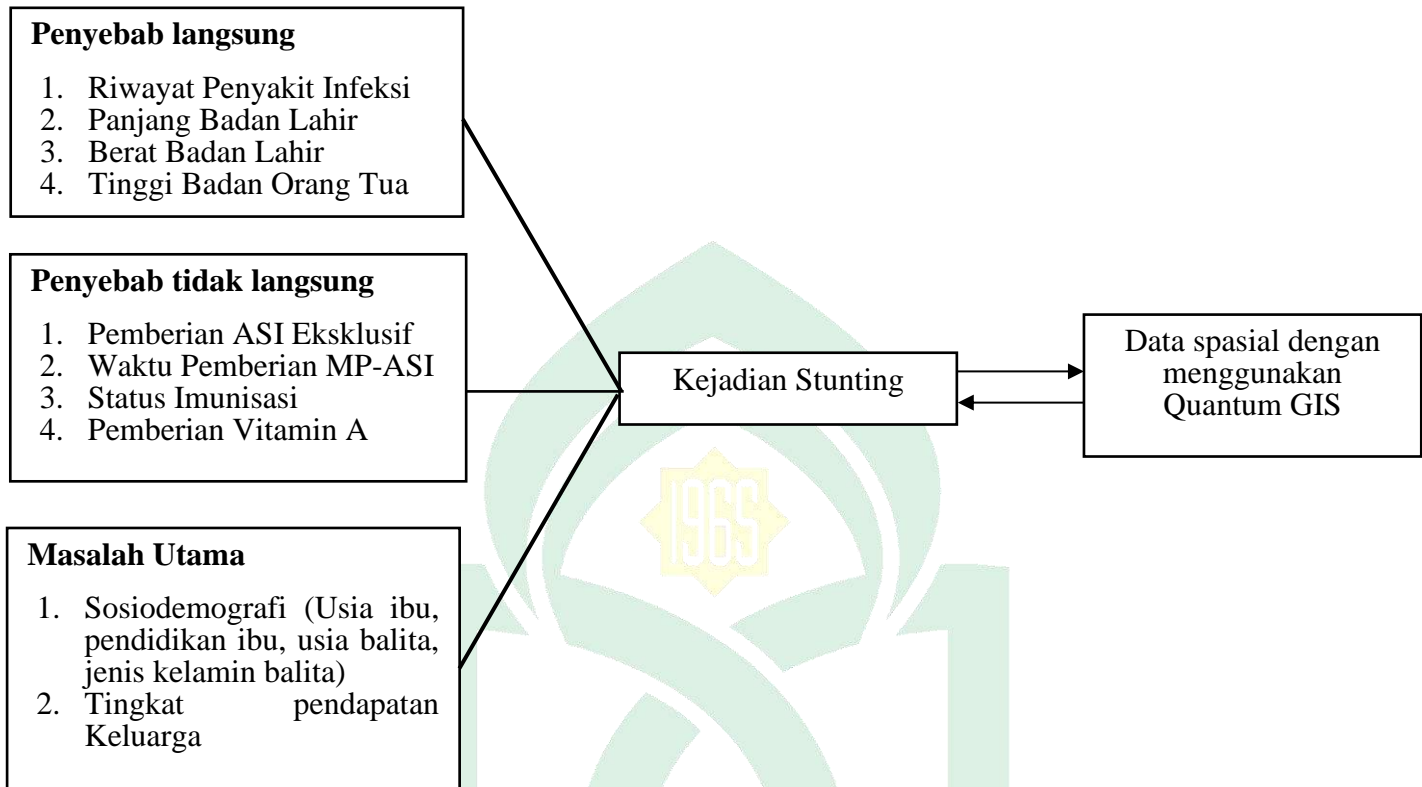 Penyebab langsung
1. Riwayat Penyakit Infeksi
2. Panjang Badan Lahir
3. Berat Badan Lahir
4. Tinggi Badan Orang Tua
Penyebab tidak langsung
1. Pemberian ASI Eksklusif
2. Waktu Pemberian MP-ASI
3. Status Imunisasi
4. Pemberian Vitamin A
Masalah Utama
1. Sosiodemografi (Usia ibu,
pendidikan ibu, usia balita,
jenis kelamin balita)
2. Tingkat pendapatan
Keluarga
Kejadian Stunting
Data spasial dengan
menggunakan
Quantum GIS
1965